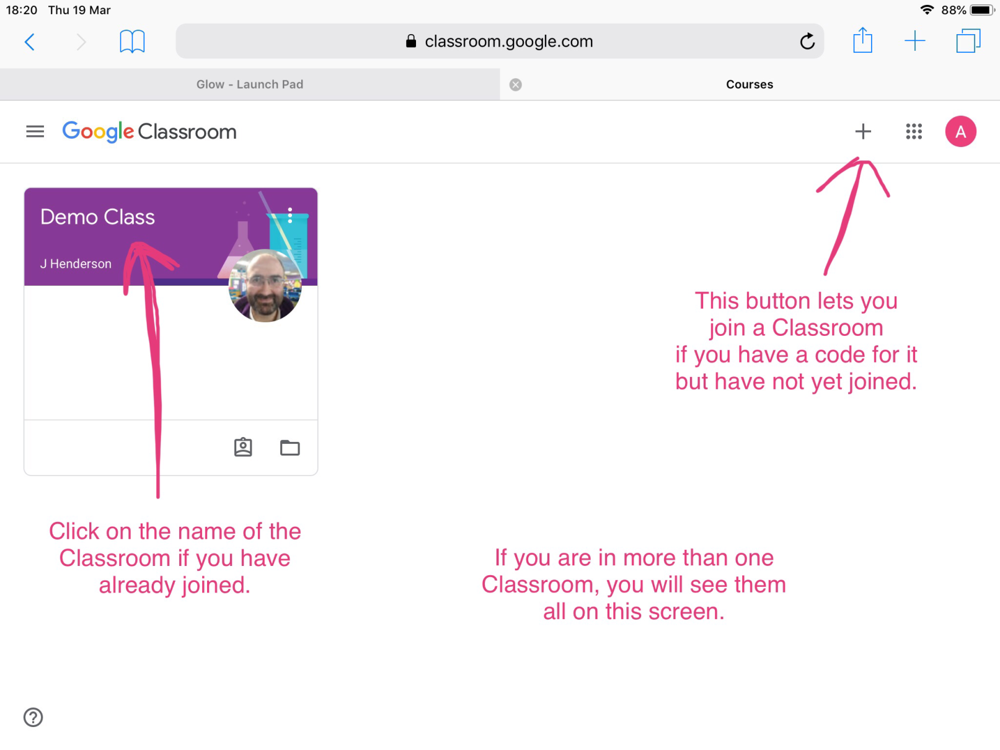 18:20 Thu 19 Mar
88%
classroom.google.com
Glow - Launch Pad
Courses
Google Classroom
A
Demo Class
J Henderson
This button lets you
join a Classroom
if you have a code for it
but have not yet joined.
Click on the name of the
Classroom if you have
already joined.
If you are in more than one
Classroom, you will see them
all on this screen.